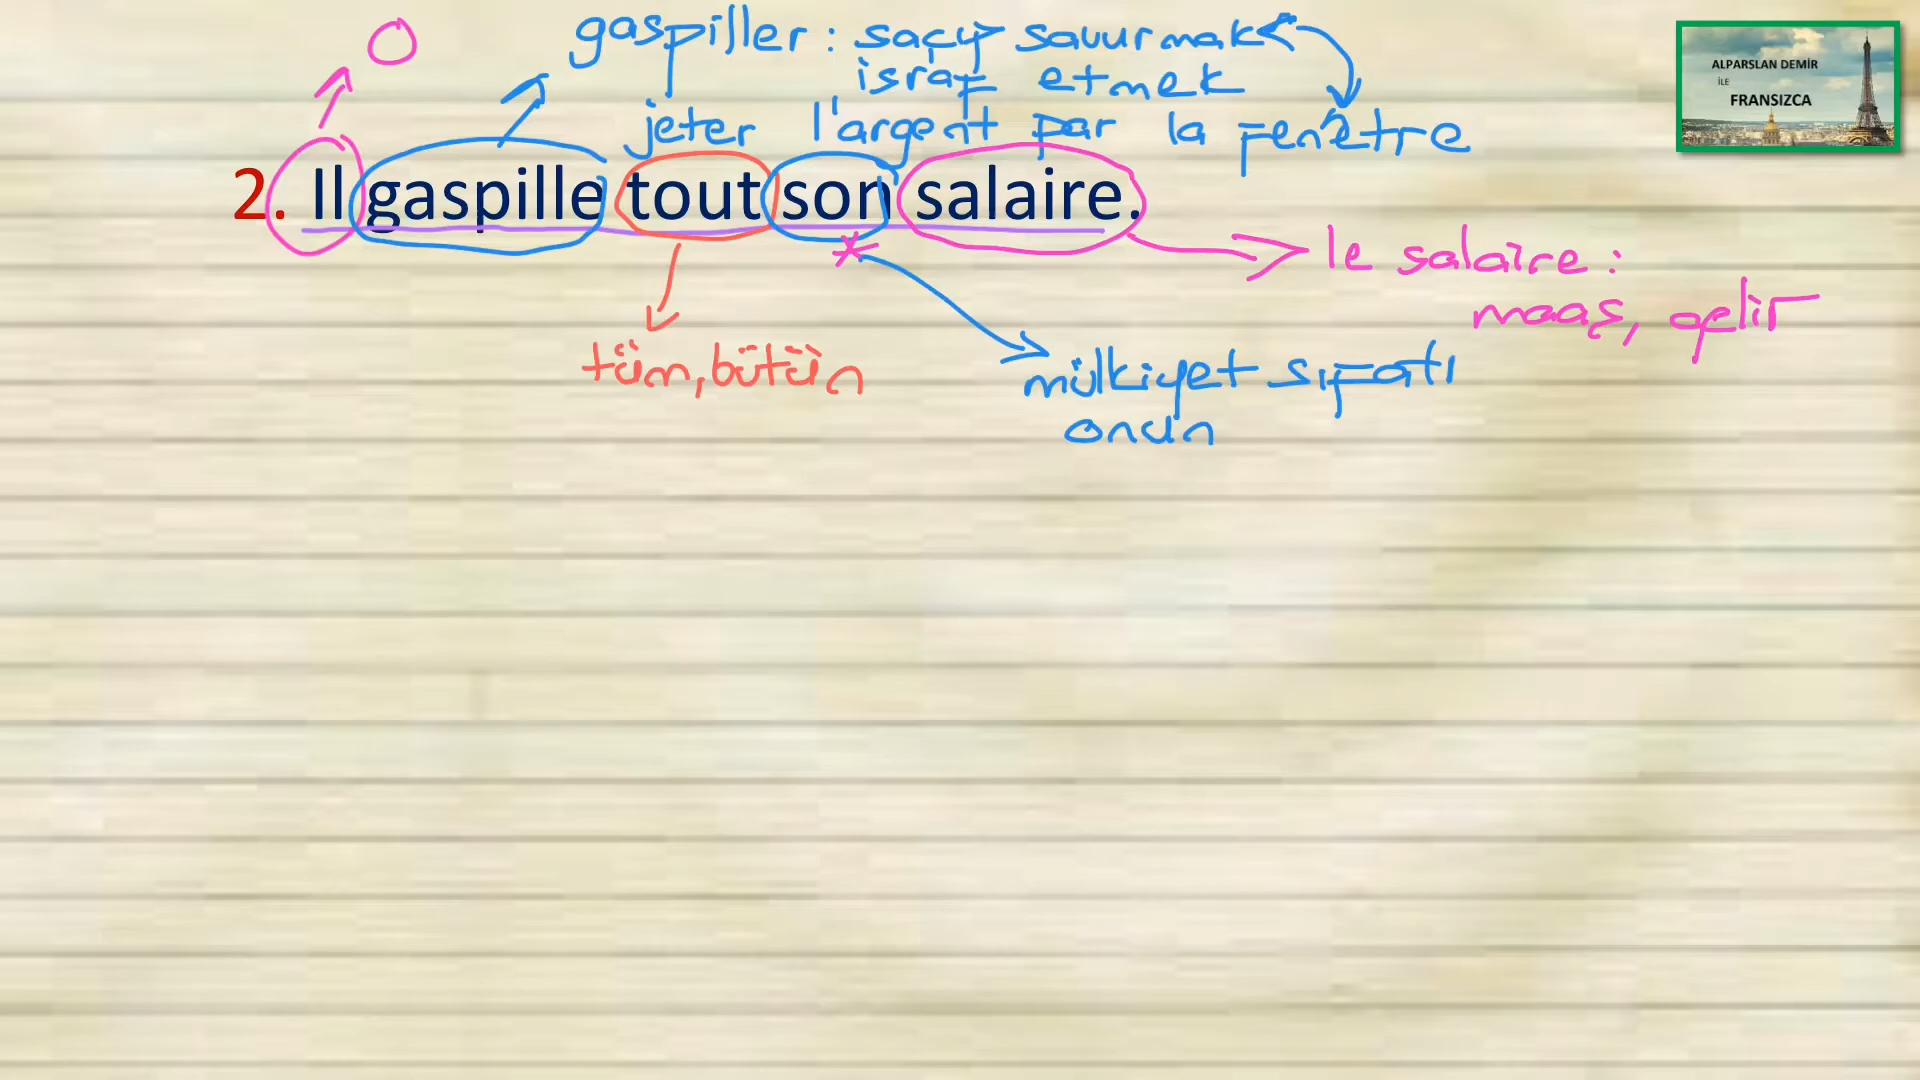 O
gaspiller : saçıp savurmak
israf etmek
jeter l'argent par la fenêtre
ALPARSLAN DEMİR
İLE
FRANSIZCA
2. Il gaspille tout son salaire.
le salaire :
maaş, gelir
tüm, bütün
mülkiyet sıfatı
onun